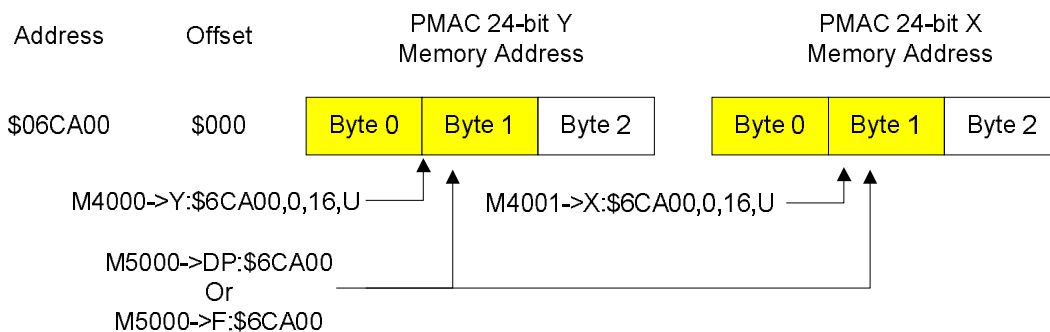 Address
Offset
PMAC 24-bit Y
Memory Address
PMAC 24-bit X
Memory Address
$06CA00
$000
Byte 0
Byte 1
Byte 2
Byte 0
Byte 1
Byte 2
M4000->Y:$6CA00,0,16,U
M4001->X:$6CA00,0,16,U
M5000->DP:$6CA00
Or
M5000->F:$6CA00